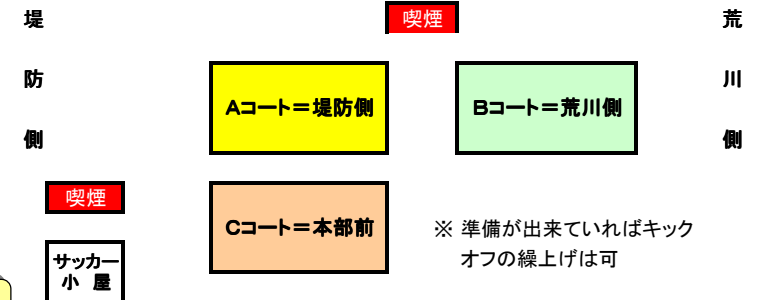 堤防側
喫煙
荒川側
Aコート＝堤防側
Bコート＝荒川側
喫煙
Cコート＝本部前
※ 準備が出来ていればキック
オフの繰上げは可
サッカー
小 屋